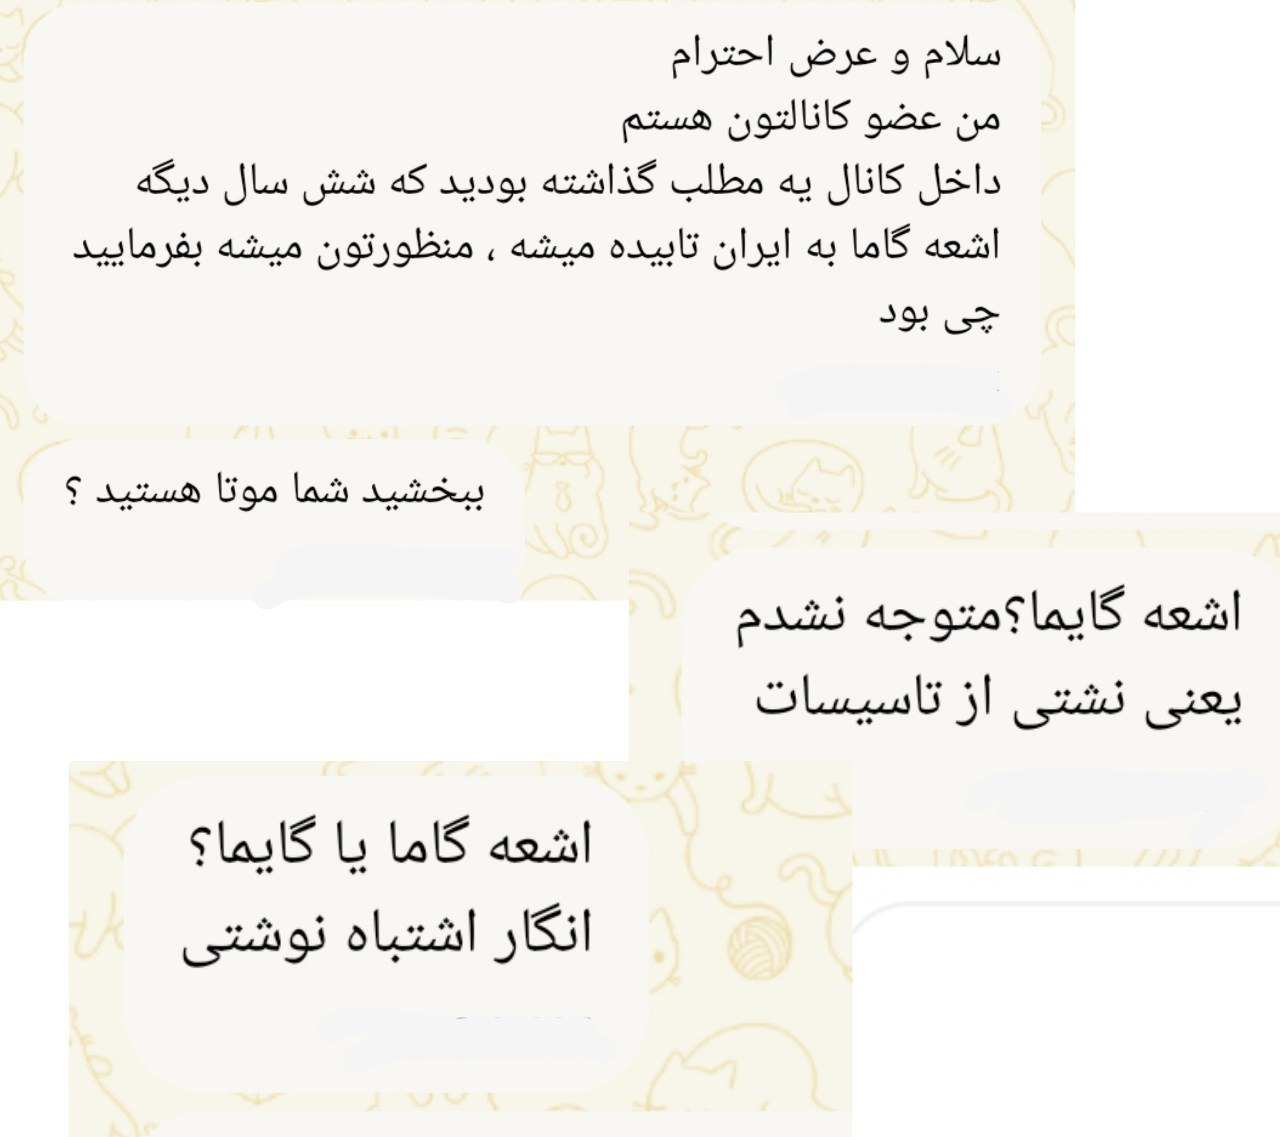 سلام و عرض احترام
من عضو کانالتون هستم
داخل کانال یه مطلب گذاشته بودید که شش سال دیگه
اشعه گاما به ایران تابیده میشه ، منظورتون میشه بفرمایید
چی بود
ببخشید شما موتا هستید ؟
اشعه گایما؟متوجه نشدم
یعنی نشتی از تاسیسات
اشعه گاما یا گایما؟
انگار اشتباه نوشتی